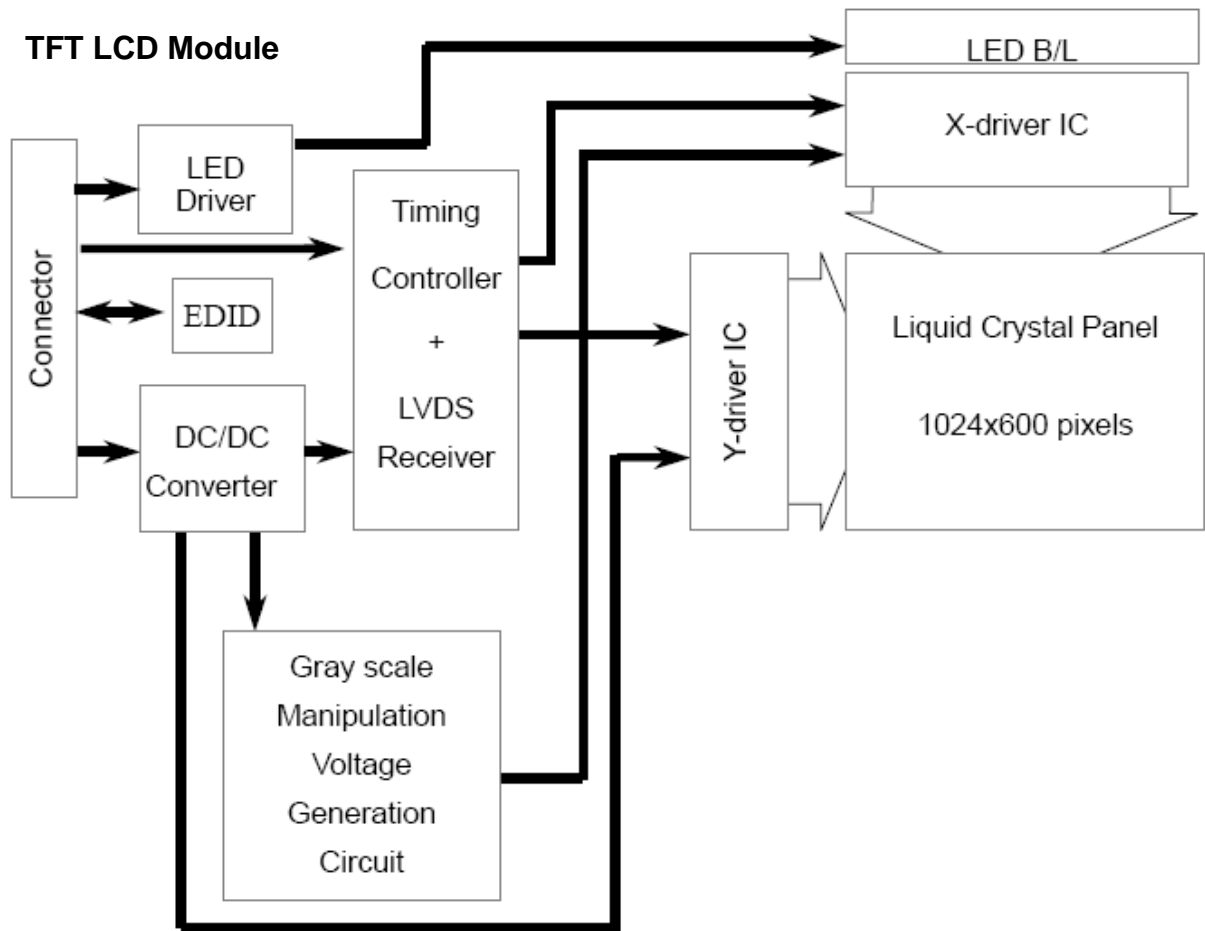 TFT LCD Module
LED B/L
X-driver IC
LED
Driver
Connector
Timing
Controller
+
LVDS
Receiver
EDID
DC/DC
Converter
Y-driver IC
Liquid Crystal Panel
1024x600 pixels
Gray scale
Manipulation
Voltage
Generation
Circuit